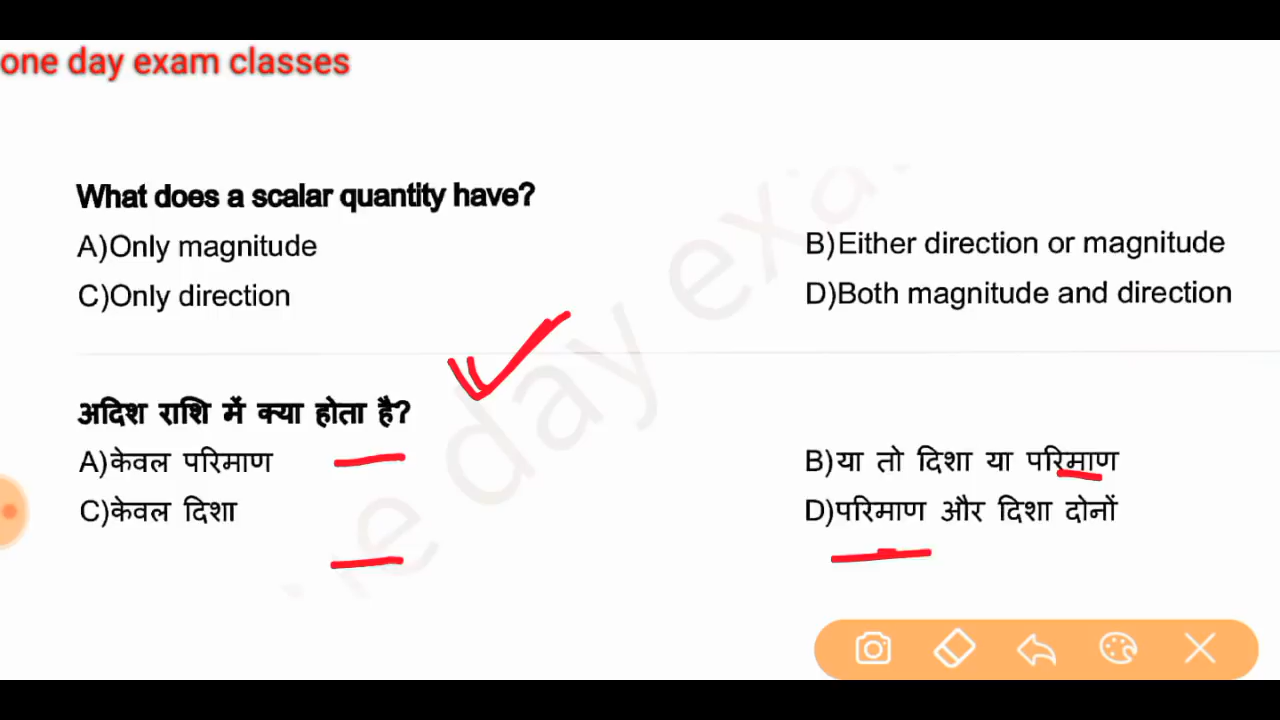 one day exam classes
What does a scalar quantity have?
A)Only magnitude B)Either direction or magnitude
C)Only direction D)Both magnitude and direction
अदिश राशि में क्या होता है?
A)केवल परिमाण B)या तो दिशा या परिमाण
C)केवल दिशा D)परिमाण और दिशा दोनों